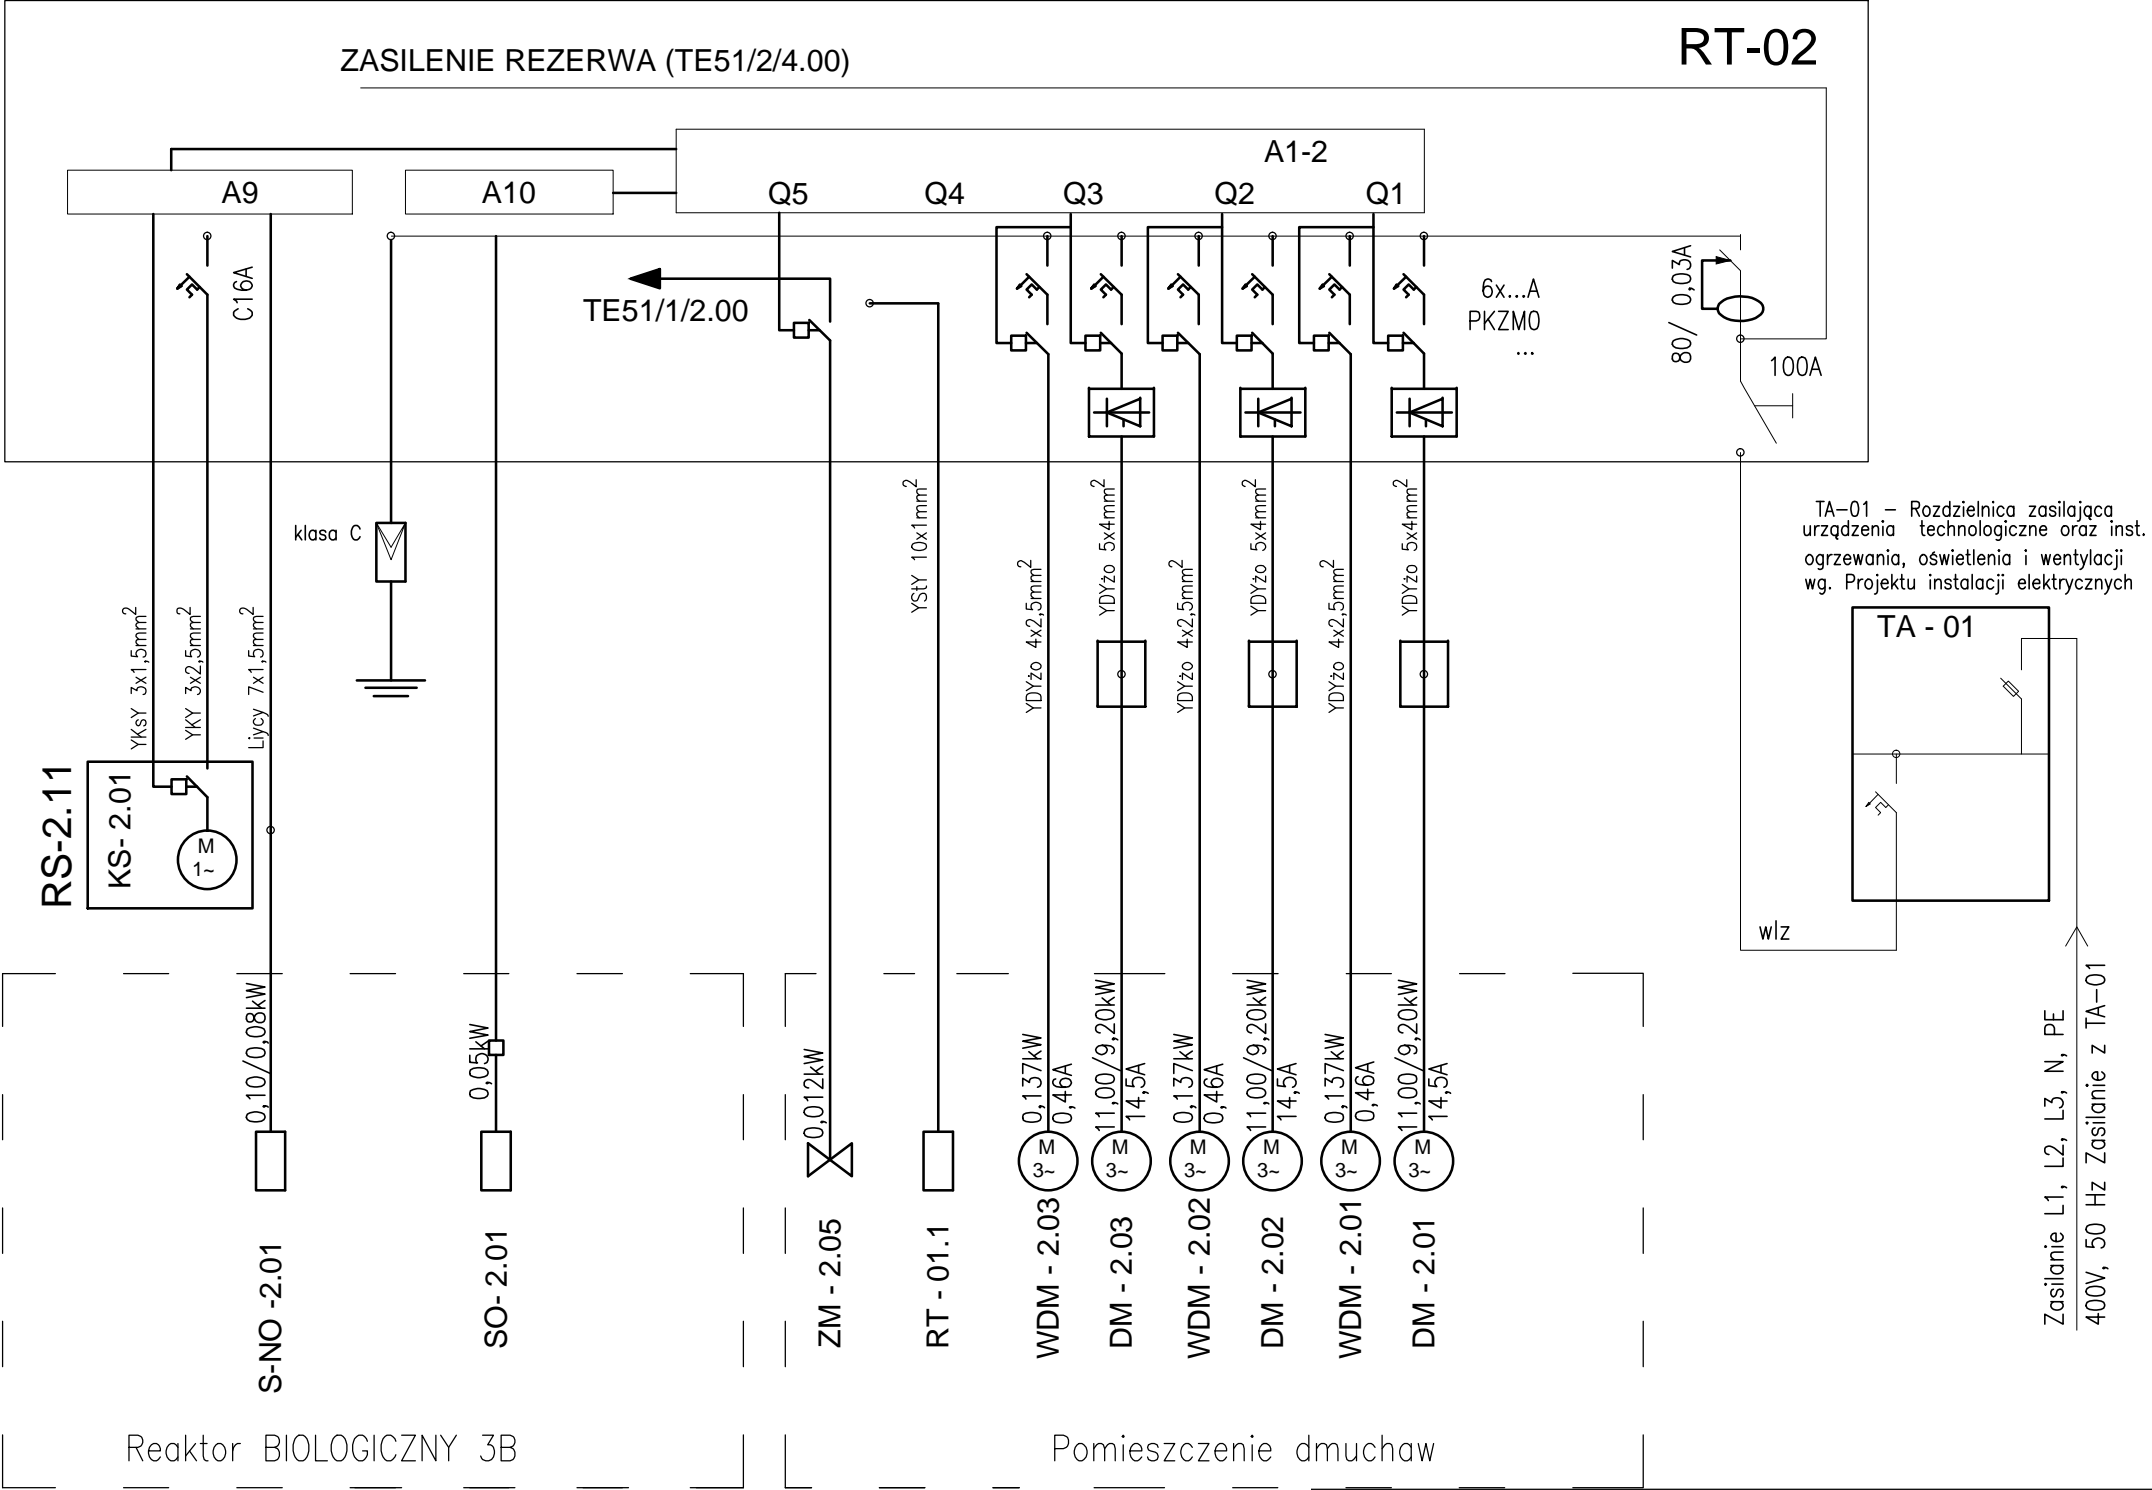 ZASILENIE REZERWA (TE51/2/4.00)
RT-02
A1-2
A9
A10
Q5
Q4
Q3
Q2
Q1
C16A
TE51/1/2.00
6x...A
PKZM0
...
80/ 0,03A
100A
klasa C
YKsY 3x1,5mm²
YKY 3x2,5mm²
Liycy 7x1,5mm²
YStY 10x1mm²
YDYżo 4x2,5mm²
YDYżo 5x4mm²
YDYżo 4x2,5mm²
YDYżo 5x4mm²
YDYżo 4x2,5mm²
YDYżo 5x4mm²
TA-01 - Rozdzielnica zasilająca
urządzenia technologiczne oraz inst.
ogrzewania, oświetlenia i wentylacji
wg. Projektu instalacji elektrycznych
TA - 01
RS-2.11
KS- 2.01
M
1~
wlz
0,10/0,08kW
0,05kW
0,012kW
0,137kW
0,46A
11,00/9,20kW
14,5A
0,137kW
0,46A
11,00/9,20kW
14,5A
0,137kW
0,46A
11,00/9,20kW
14,5A
M
3~
M
3~
M
3~
M
3~
M
3~
M
3~
S-NO -2.01
SO- 2.01
ZM - 2.05
RT - 01.1
WDM - 2.03
DM - 2.03
WDM - 2.02
DM - 2.02
WDM - 2.01
DM - 2.01
Zasilanie L1, L2, L3, N, PE
400V, 50 Hz Zasilanie z TA-01
Reaktor BIOLOGICZNY 3B
Pomieszczenie dmuchaw